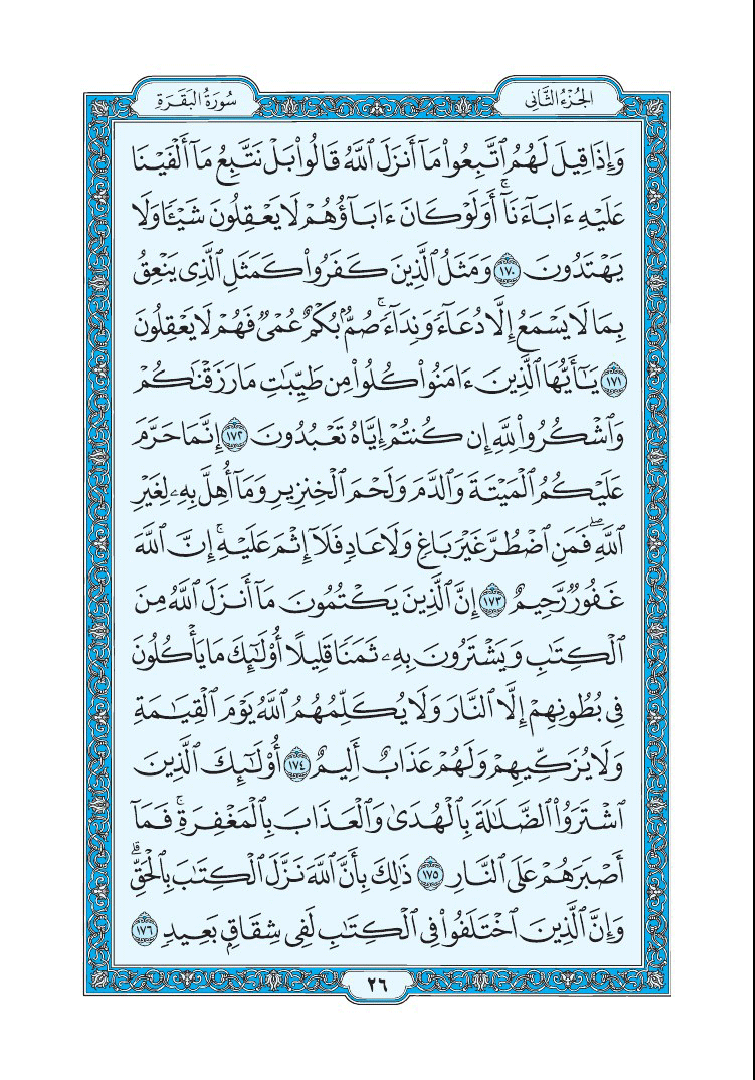 الجُزْءُ الثَّانِي
سُورَةُ البَقَرَةِ
وَإِذَا قِيلَ لَهُمُ ٱتَّبِعُوا۟ مَآ أَنزَلَ ٱللَّهُ قَالُوا۟ بَلْ نَتَّبِعُ مَآ أَلْفَيْنَا
عَلَيْهِ ءَابَآءَنَآ ۗ أَوَلَوْ كَانَ ءَابَآؤُهُمْ لَا يَعْقِلُونَ شَيْـًٔا وَلَا
يَهْتَدُونَ ١٧٠ وَمَثَلُ ٱلَّذِينَ كَفَرُوا۟ كَمَثَلِ ٱلَّذِى يَنْعِقُ
بِمَا لَا يَسْمَعُ إِلَّا دُعَآءً وَنِدَآءً ۚ صُمٌّۢ بُكْمٌ عُمْىٌ فَهُمْ لَا يَعْقِلُونَ
١٧١ يَـٰٓأَيُّهَا ٱلَّذِينَ ءَامَنُوا۟ كُلُوا۟ مِن طَيِّبَـٰتِ مَا رَزَقْنَـٰكُمْ
وَٱشْكُرُوا۟ لِلَّهِ إِن كُنتُمْ إِيَّاهُ تَعْبُدُونَ ١٧٢ إِنَّمَا حَرَّمَ
عَلَيْكُمُ ٱلْمَيْتَةَ وَٱلدَّمَ وَلَحْمَ ٱلْخِنزِيرِ وَمَآ أُهِلَّ بِهِۦ لِغَيْرِ
ٱللَّهِ ۖ فَمَنِ ٱضْطُرَّ غَيْرَ بَاغٍ وَلَا عَادٍ فَلَآ إِثْمَ عَلَيْهِ ۚ إِنَّ ٱللَّهَ
غَفُورٌ رَّحِيمٌ ١٧٣ إِنَّ ٱلَّذِينَ يَكْتُمُونَ مَآ أَنزَلَ ٱللَّهُ مِنَ
ٱلْكِتَـٰبِ وَيَشْتَرُونَ بِهِۦ ثَمَنًا قَلِيلًا أُو۟لَـٰٓئِكَ مَا يَأْكُلُونَ
فِى بُطُونِهِمْ إِلَّا ٱلنَّارَ وَلَا يُكَلِّمُهُمُ ٱللَّهُ يَوْمَ ٱلْقِيَـٰمَةِ
وَلَا يُزَكِّيهِمْ وَلَهُمْ عَذَابٌ أَلِيمٌ ١٧٤ أُو۟لَـٰٓئِكَ ٱلَّذِينَ
ٱشْتَرَوُا۟ ٱلضَّلَـٰلَةَ بِٱلْهُدَىٰ وَٱلْعَذَابَ بِٱلْمَغْفِرَةِ ۚ فَمَآ
أَصْبَرَهُمْ عَلَى ٱلنَّارِ ١٧٥ ذَٰلِكَ بِأَنَّ ٱللَّهَ نَزَّلَ ٱلْكِتَـٰبَ بِٱلْحَقِّ ۗ
وَإِنَّ ٱلَّذِينَ ٱخْتَلَفُوا۟ فِى ٱلْكِتَـٰبِ لَفِى شِقَاقٍۭ بَعِيدٍ ١٧٦
٢٦